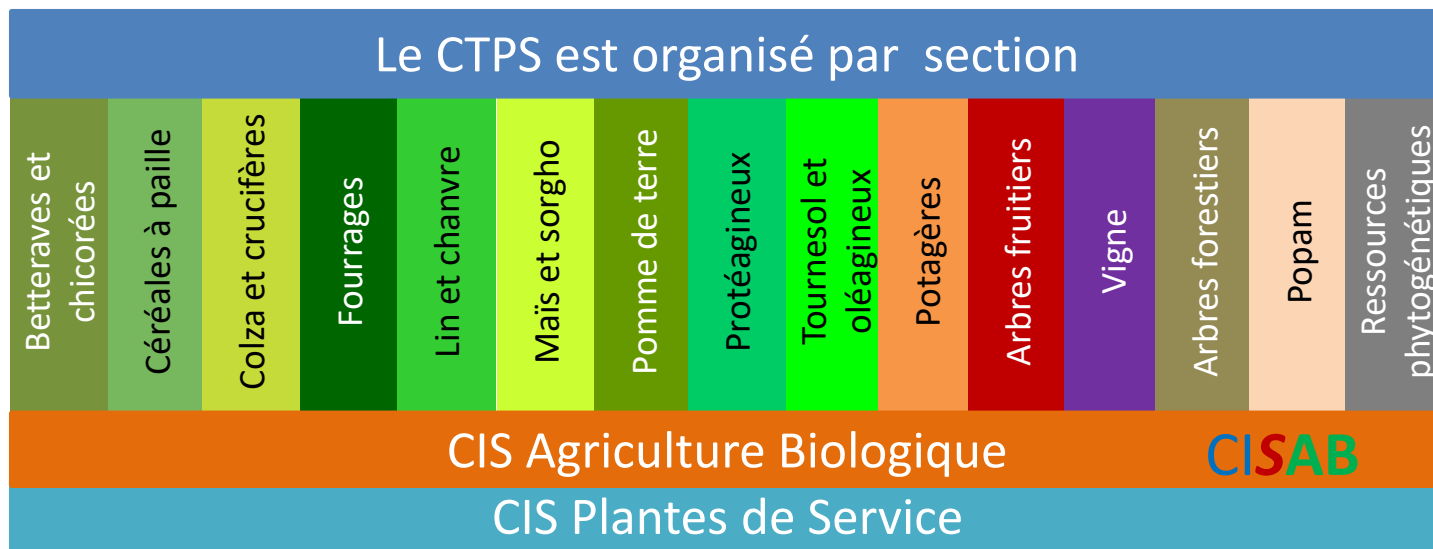 Le CTPS est organisé par section
Betteraves et
chicorées
Céréales à paille
Colza et crucifères
Fourrages
Lin et chanvre
Maïs et sorgho
Pomme de terre
Protéagineux
Tournesol et
oléagineux
Potagères
Arbres fruitiers
Vigne
Arbres forestiers
Popam
Ressources
phytogénétiques
CIS Agriculture Biologique
CISAB
CIS Plantes de Service